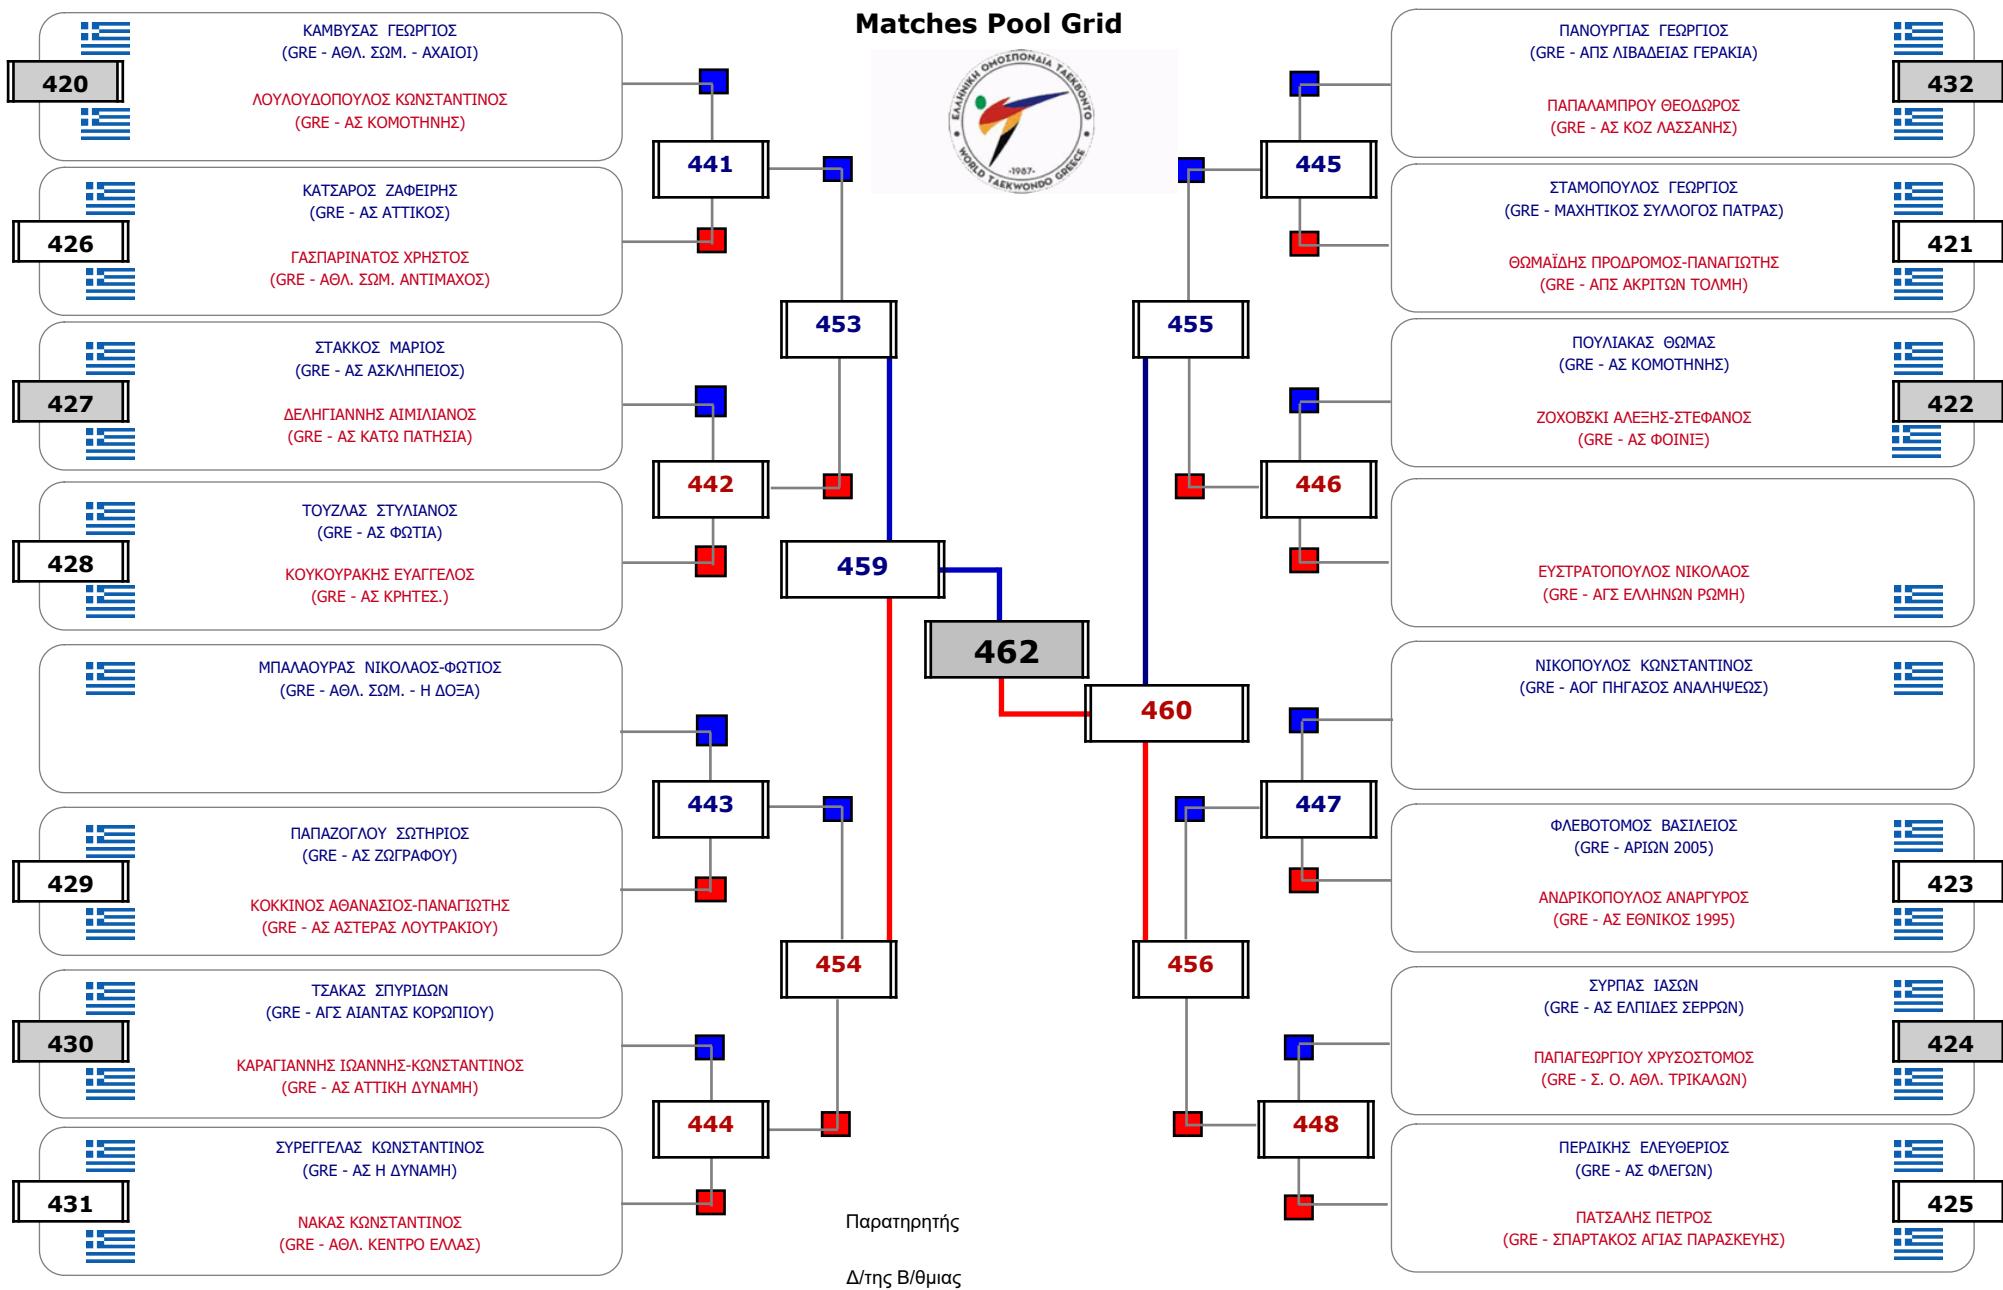 Matches Pool Grid
ΕΛΛΗΝΙΚΗ ΟΜΟΣΠΟΝΔΙΑ ΤΑΕΚΒΟΝΤΟ
WORLD TAEKWONDO GREECE
-1987-
ΚΑΜΒΥΣΑΣ ΓΕΩΡΓΙΟΣ
(GRE - ΑΘΛ. ΣΩΜ. - ΑΧΑΙΟΙ)
420
ΛΟΥΛΟΥΔΟΠΟΥΛΟΣ ΚΩΝΣΤΑΝΤΙΝΟΣ
(GRE - ΑΣ ΚΟΜΟΤΗΝΗΣ)
ΚΑΤΣΑΡΟΣ ΖΑΦΕΙΡΗΣ
(GRE - ΑΣ ΑΤΤΙΚΟΣ)
426
ΓΑΣΠΑΡΙΝΑΤΟΣ ΧΡΗΣΤΟΣ
(GRE - ΑΘΛ. ΣΩΜ. ΑΝΤΙΜΑΧΟΣ)
ΣΤΑΚΚΟΣ ΜΑΡΙΟΣ
(GRE - ΑΣ ΑΣΚΛΗΠΕΙΟΣ)
427
ΔΕΛΗΓΙΑΝΝΗΣ ΑΙΜΙΛΙΑΝΟΣ
(GRE - ΑΣ ΚΑΤΩ ΠΑΤΗΣΙΑ)
ΤΟΥΖΛΑΣ ΣΤΥΛΙΑΝΟΣ
(GRE - ΑΣ ΦΩΤΙΑ)
428
ΚΟΥΚΟΥΡΑΚΗΣ ΕΥΑΓΓΕΛΟΣ
(GRE - ΑΣ ΚΡΗΤΕΣ.)
ΜΠΑΛΑΟΥΡΑΣ ΝΙΚΟΛΑΟΣ-ΦΩΤΙΟΣ
(GRE - ΑΘΛ. ΣΩΜ. - Η ΔΟΞΑ)
ΠΑΠΑΖΟΓΛΟΥ ΣΩΤΗΡΙΟΣ
(GRE - ΑΣ ΖΩΓΡΑΦΟΥ)
429
ΚΟΚΚΙΝΟΣ ΑΘΑΝΑΣΙΟΣ-ΠΑΝΑΓΙΩΤΗΣ
(GRE - ΑΣ ΑΣΤΕΡΑΣ ΛΟΥΤΡΑΚΙΟΥ)
ΤΣΑΚΑΣ ΣΠΥΡΙΔΩΝ
(GRE - ΑΓΣ ΑΙΑΝΤΑΣ ΚΟΡΩΠΙΟΥ)
430
ΚΑΡΑΓΙΑΝΝΗΣ ΙΩΑΝΝΗΣ-ΚΩΝΣΤΑΝΤΙΝΟΣ
(GRE - ΑΣ ΑΤΤΙΚΗ ΔΥΝΑΜΗ)
ΣΥΡΕΓΓΕΛΑΣ ΚΩΝΣΤΑΝΤΙΝΟΣ
(GRE - ΑΣ Η ΔΥΝΑΜΗ)
431
ΝΑΚΑΣ ΚΩΝΣΤΑΝΤΙΝΟΣ
(GRE - ΑΘΛ. ΚΕΝΤΡΟ ΕΛΛΑΣ)
441
442
443
444
453
454
459
462
460
455
456
445
446
447
448
ΠΑΝΟΥΡΓΙΑΣ ΓΕΩΡΓΙΟΣ
(GRE - ΑΠΣ ΛΙΒΑΔΕΙΑΣ ΓΕΡΑΚΙΑ)
432
ΠΑΠΑΛΑΜΠΡΟΥ ΘΕΟΔΩΡΟΣ
(GRE - ΑΣ ΚΟΖ ΛΑΣΣΑΝΗΣ)
ΣΤΑΜΟΠΟΥΛΟΣ ΓΕΩΡΓΙΟΣ
(GRE - ΜΑΧΗΤΙΚΟΣ ΣΥΛΛΟΓΟΣ ΠΑΤΡΑΣ)
421
ΘΩΜΑΪΔΗΣ ΠΡΟΔΡΟΜΟΣ-ΠΑΝΑΓΙΩΤΗΣ
(GRE - ΑΠΣ ΑΚΡΙΤΩΝ ΤΟΛΜΗ)
ΠΟΥΛΙΑΚΑΣ ΘΩΜΑΣ
(GRE - ΑΣ ΚΟΜΟΤΗΝΗΣ)
422
ΖΟΧΟΒΣΚΙ ΑΛΕΞΗΣ-ΣΤΕΦΑΝΟΣ
(GRE - ΑΣ ΦΟΙΝΙΞ)
ΕΥΣΤΡΑΤΟΠΟΥΛΟΣ ΝΙΚΟΛΑΟΣ
(GRE - ΑΓΣ ΕΛΛΗΝΩΝ ΡΩΜΗ)
ΝΙΚΟΠΟΥΛΟΣ ΚΩΝΣΤΑΝΤΙΝΟΣ
(GRE - ΑΟΓ ΠΗΓΑΣΟΣ ΑΝΑΛΗΨΕΩΣ)
ΦΛΕΒΟΤΟΜΟΣ ΒΑΣΙΛΕΙΟΣ
(GRE - ΑΡΙΩΝ 2005)
423
ΑΝΔΡΙΚΟΠΟΥΛΟΣ ΑΝΑΡΓΥΡΟΣ
(GRE - ΑΣ ΕΘΝΙΚΟΣ 1995)
ΣΥΡΠΑΣ ΙΑΣΩΝ
(GRE - ΑΣ ΕΛΠΙΔΕΣ ΣΕΡΡΩΝ)
424
ΠΑΠΑΓΕΩΡΓΙΟΥ ΧΡΥΣΟΣΤΟΜΟΣ
(GRE - Σ. Ο. ΑΘΛ. ΤΡΙΚΑΛΩΝ)
ΠΕΡΔΙΚΗΣ ΕΛΕΥΘΕΡΙΟΣ
(GRE - ΑΣ ΦΛΕΓΩΝ)
425
ΠΑΤΣΑΛΗΣ ΠΕΤΡΟΣ
(GRE - ΣΠΑΡΤΑΚΟΣ ΑΓΙΑΣ ΠΑΡΑΣΚΕΥΗΣ)
Παρατηρητής
Δ/της Β/θμιας